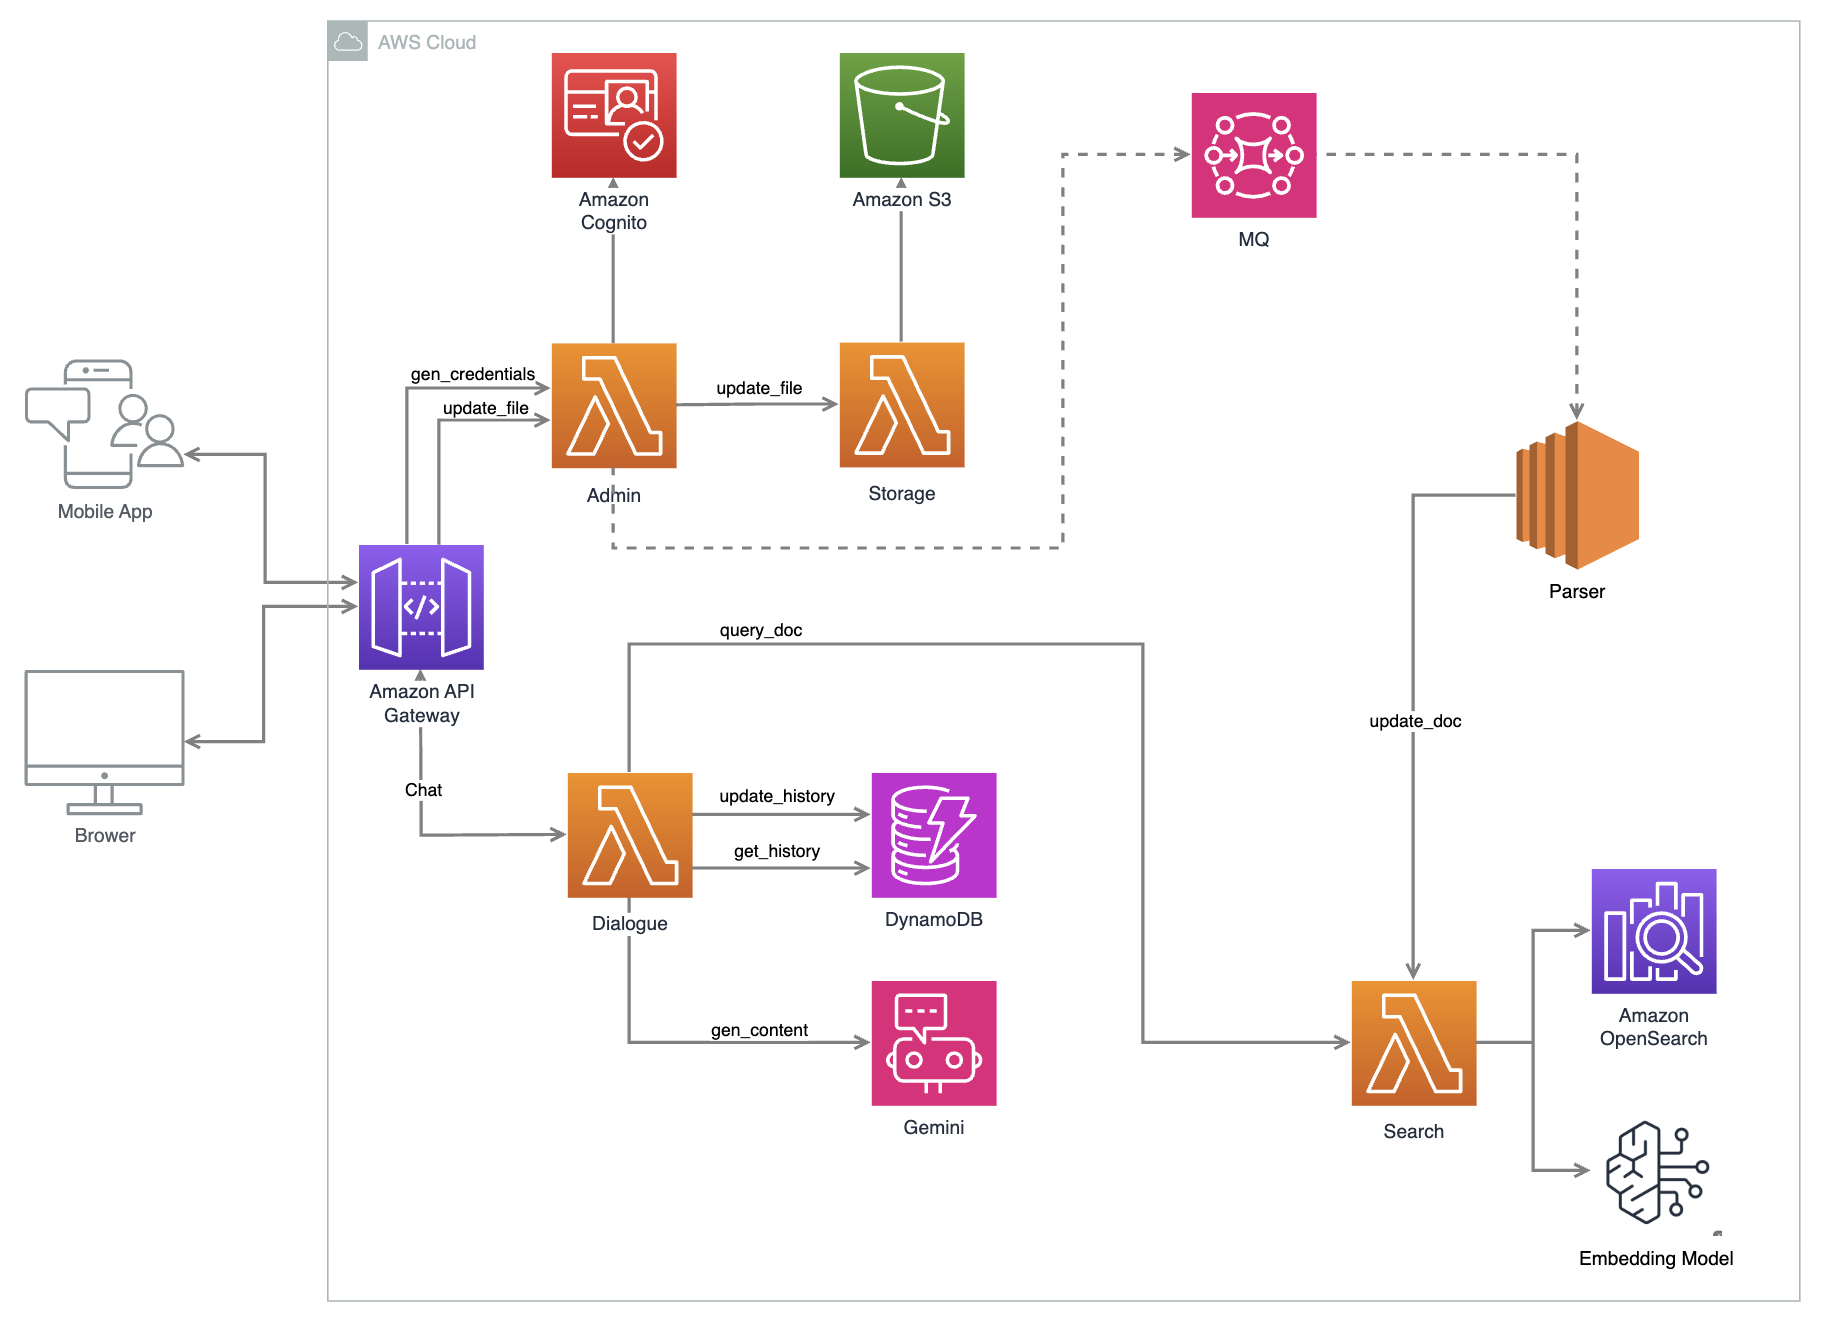 AWS Cloud
Amazon
Cognito
Amazon S3
MQ
gen_credentials
update_file
update_file
Admin
Storage
Mobile App
Parser
query_doc
Amazon API
Gateway
update_doc
Chat
update_history
get_history
Brower
Dialogue
DynamoDB
Amazon
OpenSearch
gen_content
Gemini
Search
Embedding Model